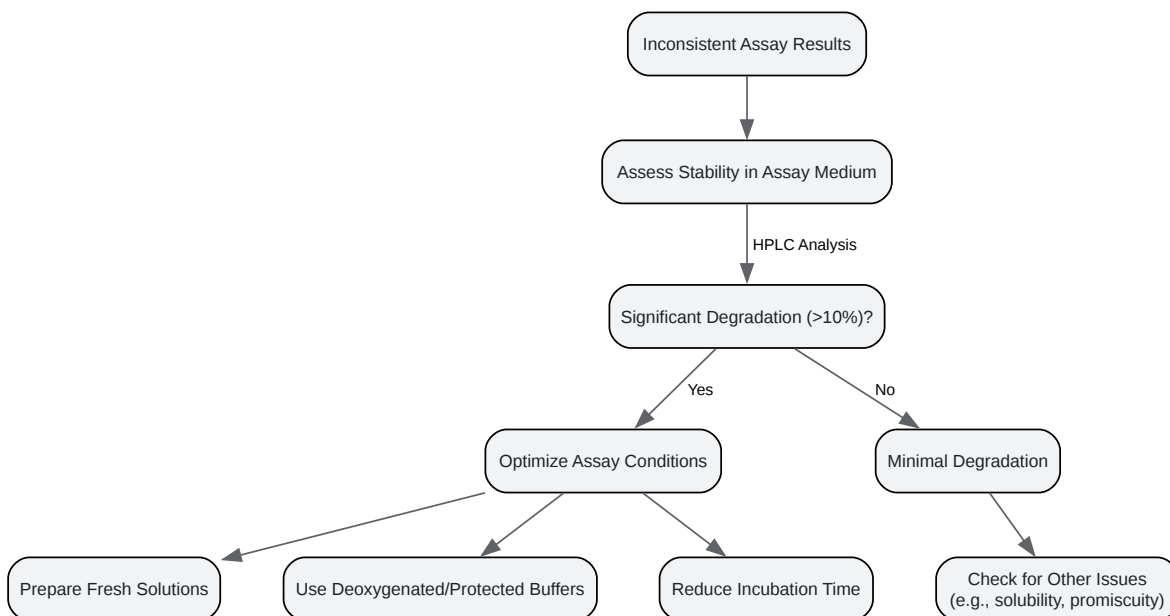 Inconsistent Assay Results
Assess Stability in Assay Medium
HPLC Analysis
Significant Degradation (>10%)?
Yes
No
Optimize Assay Conditions
Minimal Degradation
Prepare Fresh Solutions
Use Deoxygenated/Protected Buffers
Reduce Incubation Time
Check for Other Issues
(e.g., solubility, promiscuity)